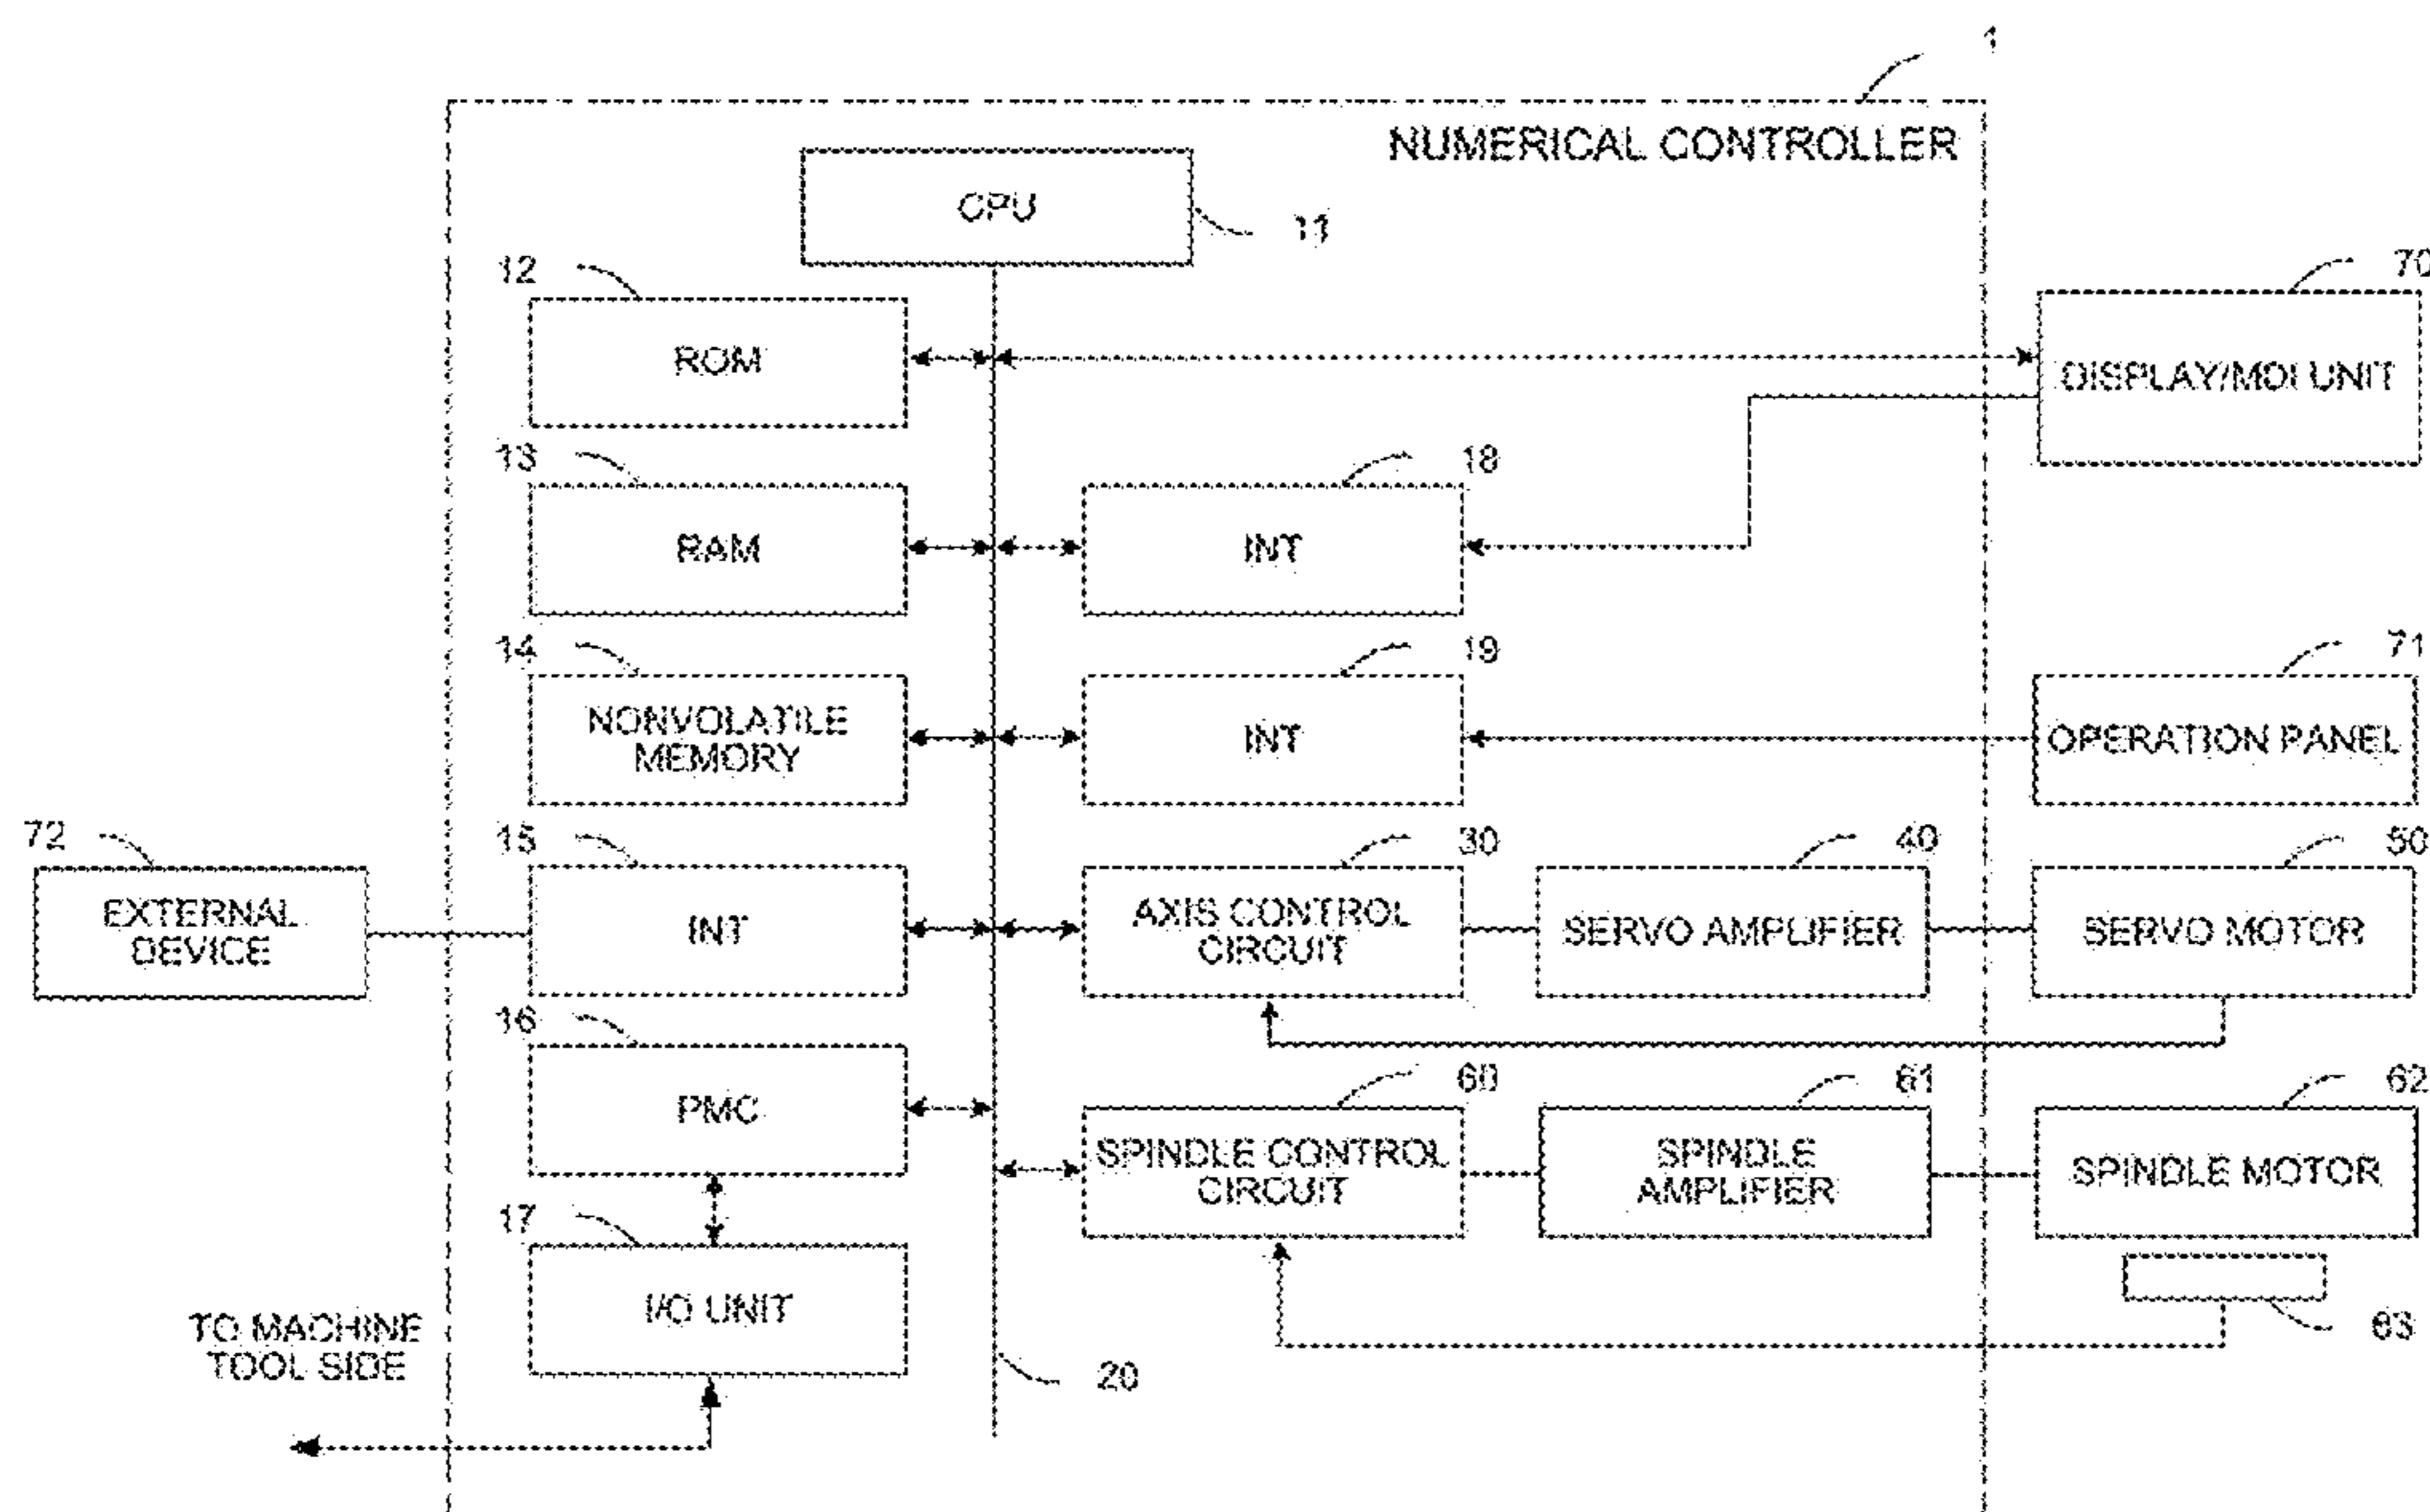 1
NUMERICAL CONTROLLER
CPU
11
12
70
ROM
DISPLAY/MDI UNIT
13
18
RAM
INT
14
19
71
NONVOLATILE
MEMORY
INT
OPERATION PANEL
72
15
30
40
50
EXTERNAL
DEVICE
INT
AXIS CONTROL
CIRCUIT
SERVO AMPLIFIER
SERVO MOTOR
16
60
61
62
PMC
SPINDLE CONTROL
CIRCUIT
SPINDLE
AMPLIFIER
SPINDLE MOTOR
17
I/O UNIT
63
TO MACHINE
TOOL SIDE
20